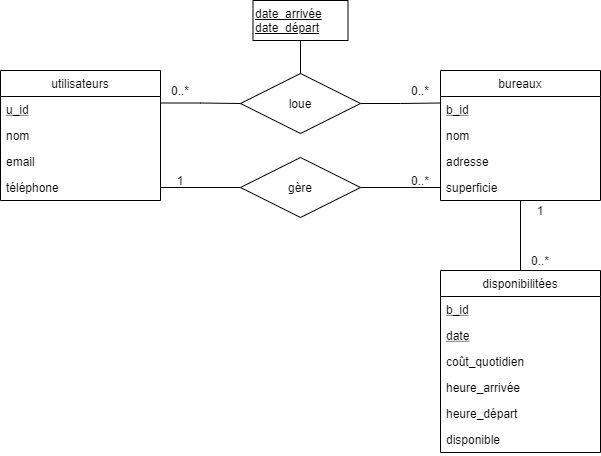 date_arrivée
date_départ
utilisateurs
u_id
nom
email
téléphone
0..*
loue
0..*
bureaux
b_id
nom
adresse
superficie
1
gère
0..*
1
0..*
disponibilitées
b_id
date
coût_quotidien
heure_arrivée
heure_départ
disponible